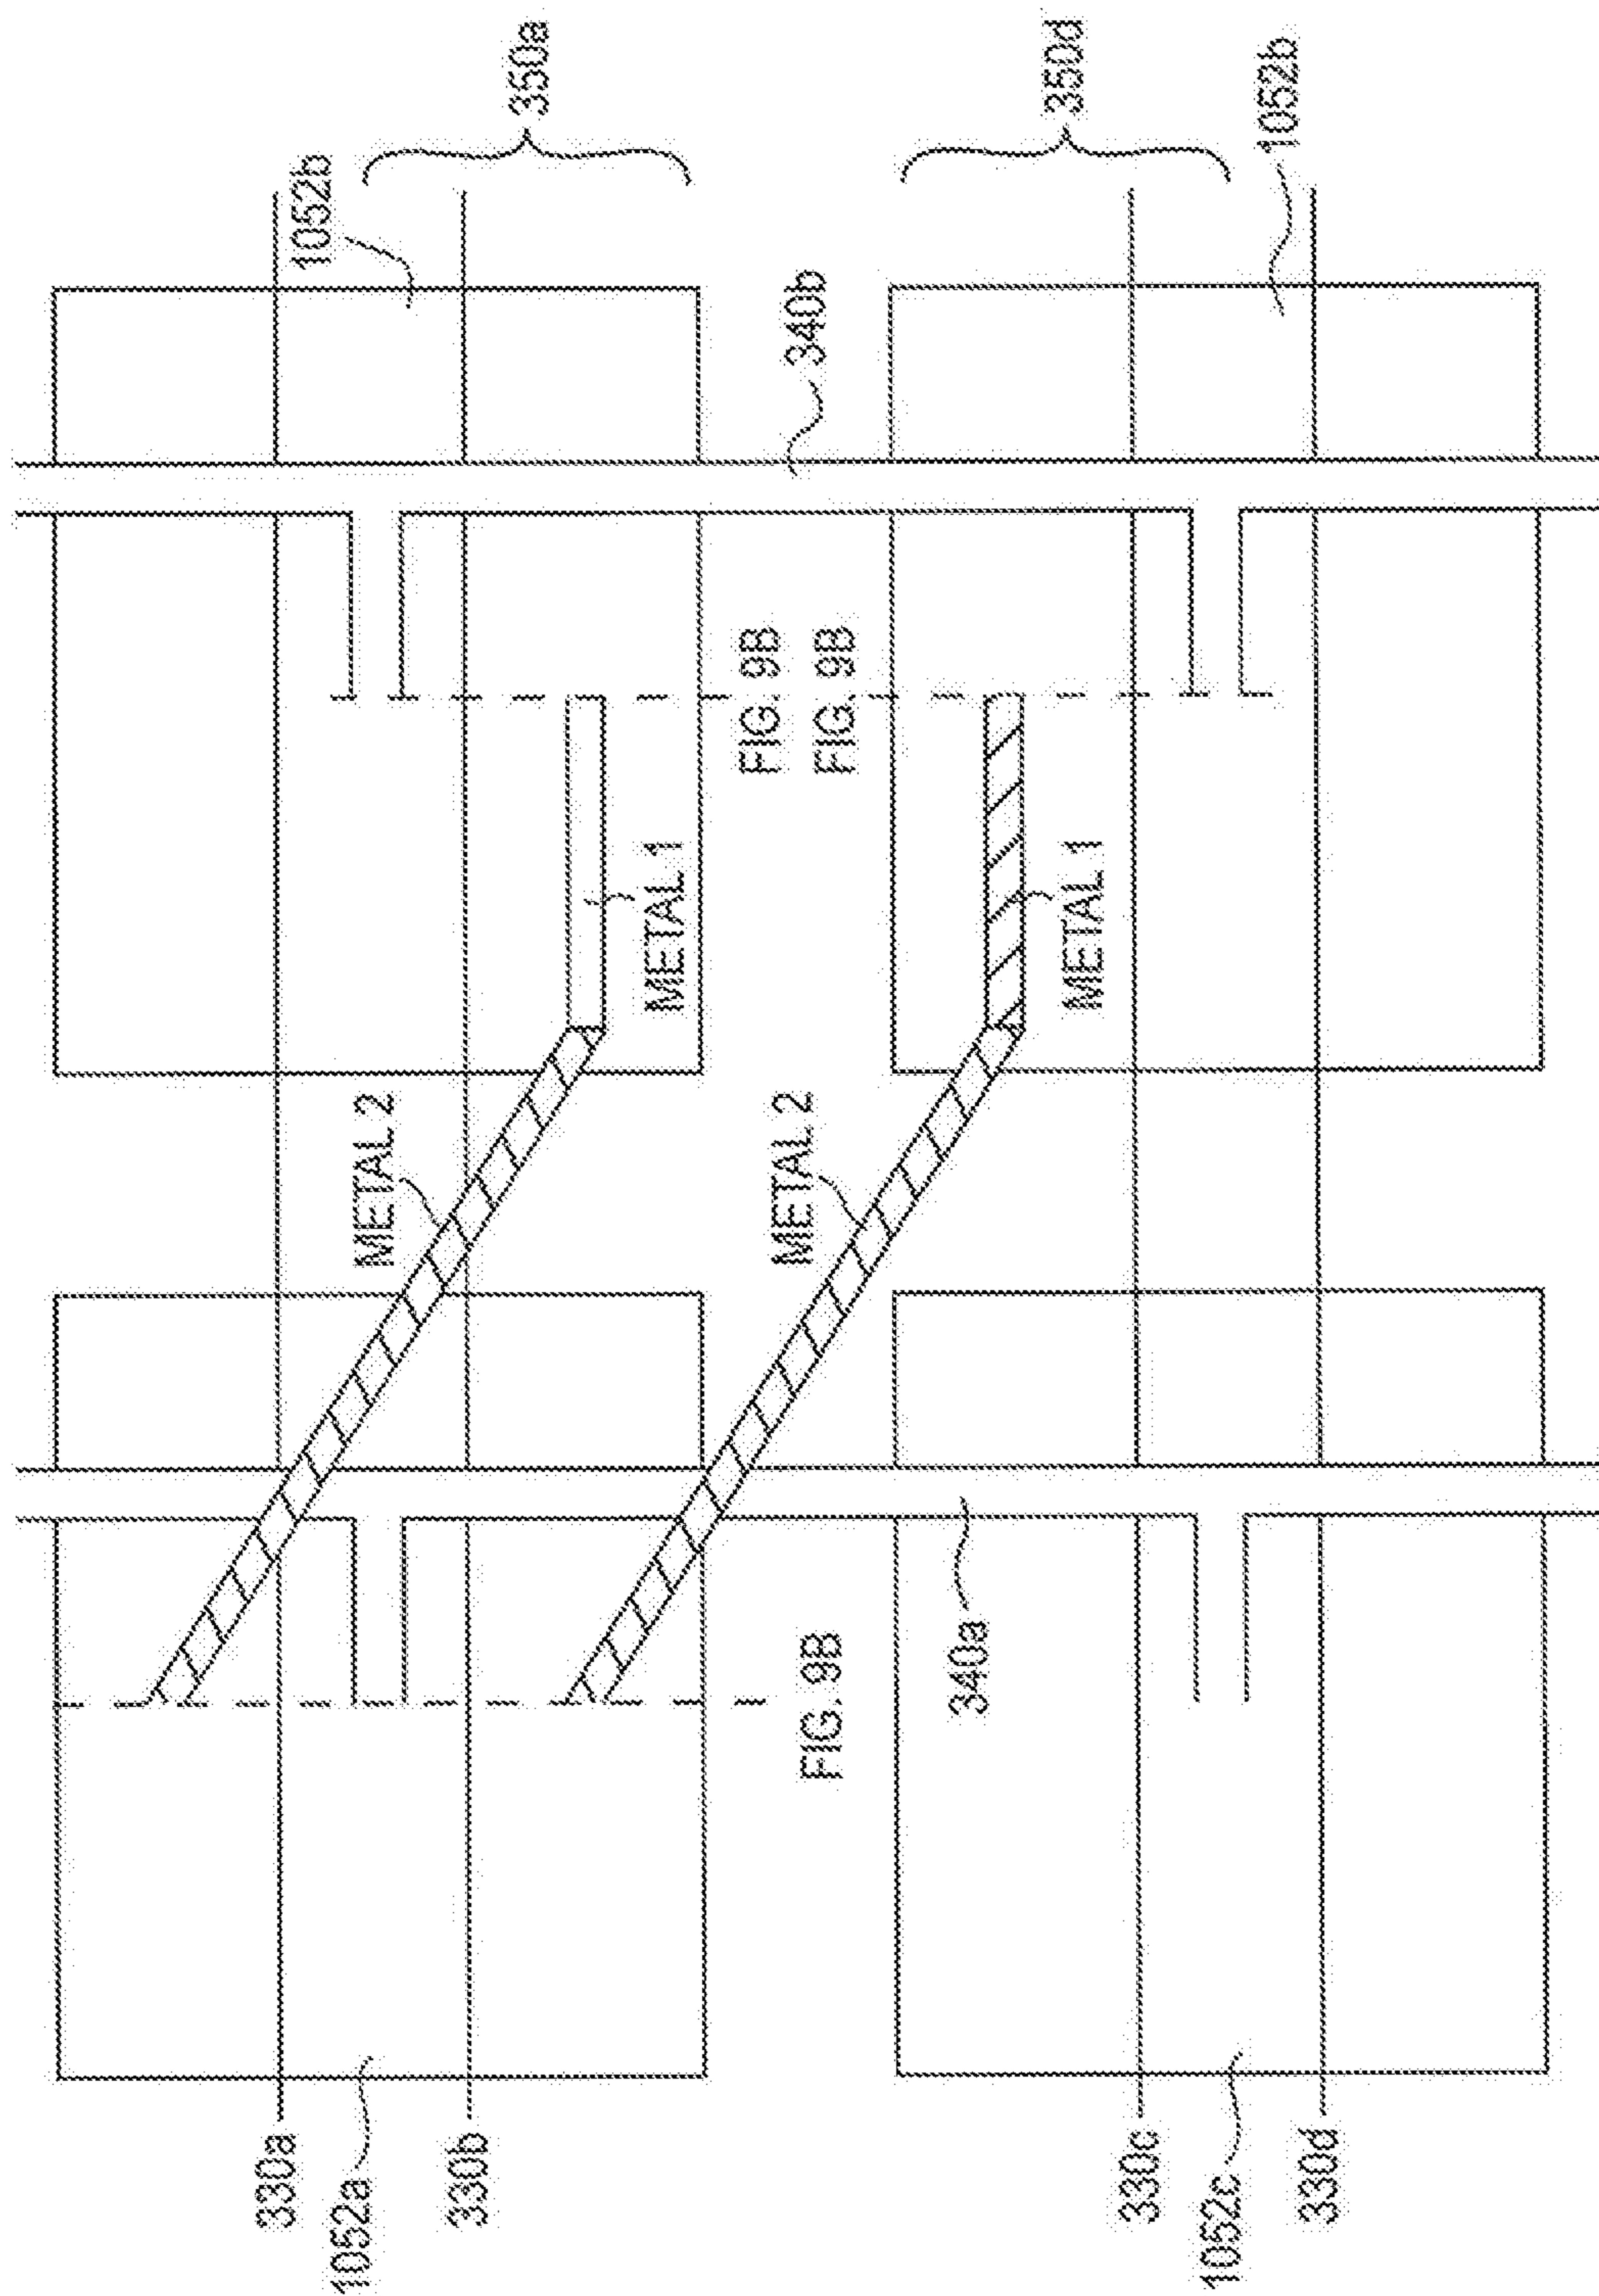 330a
1052a
330b
330c
1052c
330d
FIG. 9B
340a
METAL 2
METAL 2
METAL 1
METAL 1
FIG. 9B
FIG. 9B
340b
1052b
350a
350d
1052b